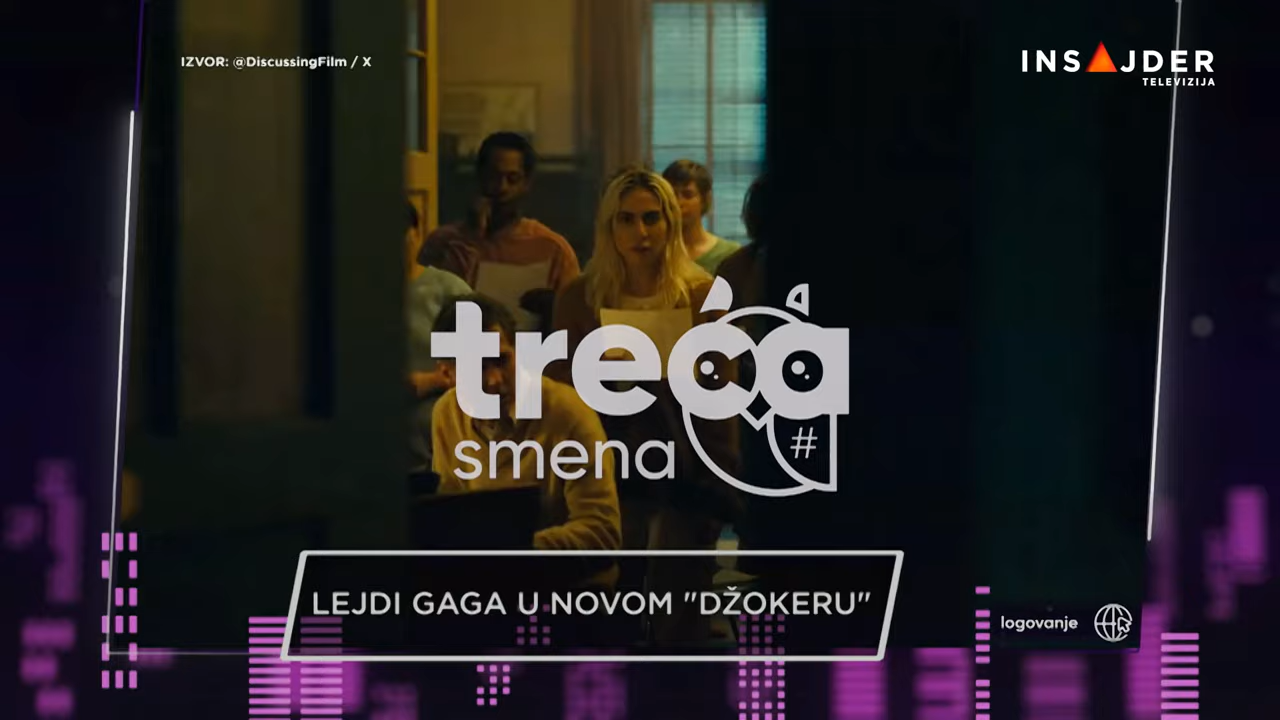 IZVOR: @DiscussingFilm / X
INSAJDER
TELEVIZIJA
treća
smena
#
LEJDI GAGA U NOVOM "DŽOKERU"
logovanje